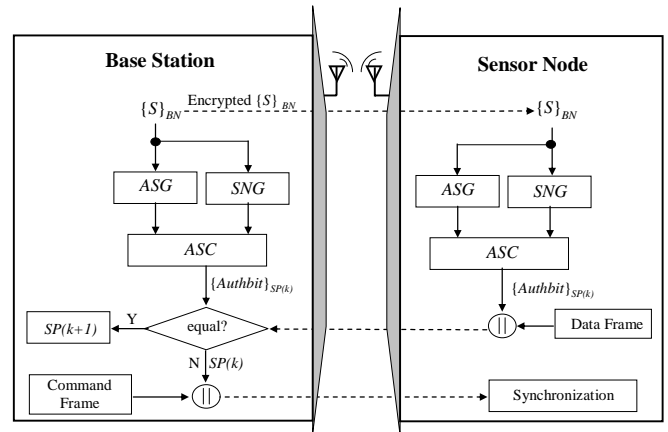 Base Station
Sensor Node
{S}BN
Encrypted {S} BN
{S}BN
ASG
SNG
ASG
SNG
ASC
ASC
{Authbit}SP(k)
{Authbit}SP(k)
SP(k+1)
Y
equal?
||
Data Frame
N
SP(k)
Command
Frame
||
Synchronization